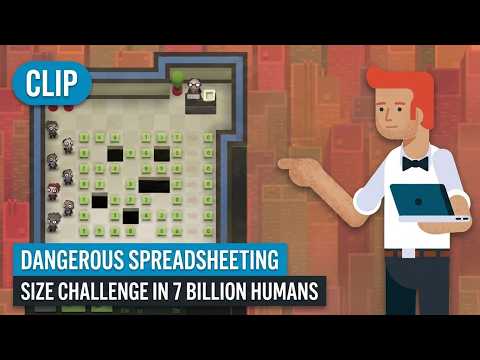 CLIP
DANGEROUS SPREADSHEETING
SIZE CHALLENGE IN 7 BILLION HUMANS